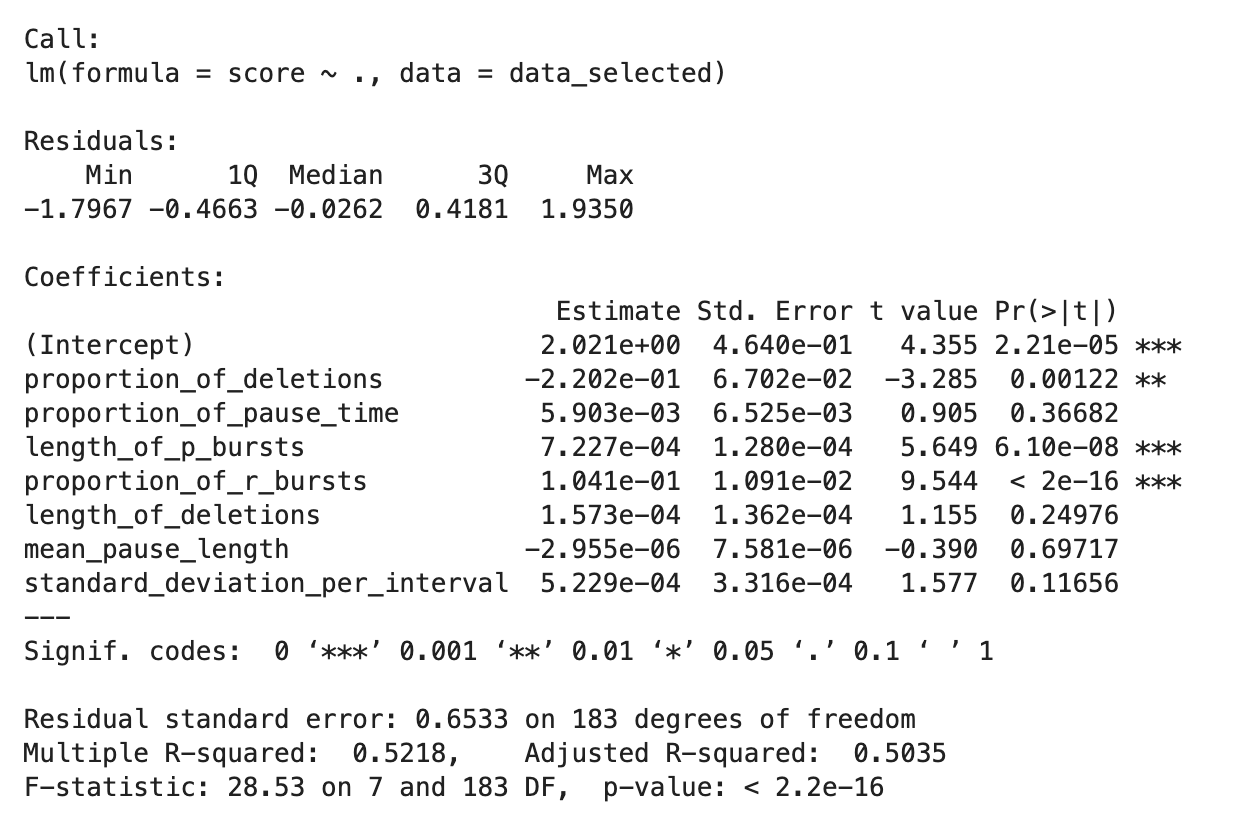 Call:
lm(formula = score ~ ., data = data_selected)
Residuals:
    Min      1Q  Median      3Q     Max
-1.7967 -0.4663 -0.0262  0.4181  1.9350
Coefficients:
                                  Estimate Std. Error t value Pr(>|t|)
(Intercept)                      2.021e+00  4.640e-01   4.355 2.21e-05 ***
proportion_of_deletions         -2.202e-01  6.702e-02  -3.285  0.00122 **
proportion_of_pause_time         5.903e-03  6.525e-03   0.905  0.36682
length_of_p_bursts               7.227e-04  1.280e-04   5.649 6.10e-08 ***
proportion_of_r_bursts           1.041e-01  1.091e-02   9.544  < 2e-16 ***
length_of_deletions              1.573e-04  1.362e-04   1.155  0.24976
mean_pause_length               -2.955e-06  7.581e-06  -0.390  0.69717
standard_deviation_per_interval  5.229e-04  3.316e-04   1.577  0.11656
---
Signif. codes:  0 ‘***’ 0.001 ‘**’ 0.01 ‘*’ 0.05 ‘.’ 0.1 ‘ ’ 1
Residual standard error: 0.6533 on 183 degrees of freedom
Multiple R-squared:  0.5218,    Adjusted R-squared:  0.5035
F-statistic: 28.53 on 7 and 183 DF,  p-value: < 2.2e-16